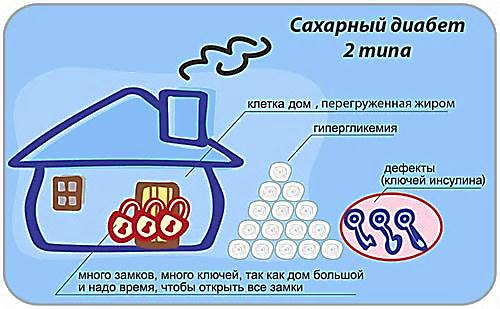 Сахарный диабет
2 типа
клетка дом , перегруженная жиром
гипергликемия
дефекты
(ключей инсулина)
много замков, много ключей, так как дом большой
и надо время, чтобы открыть все замки